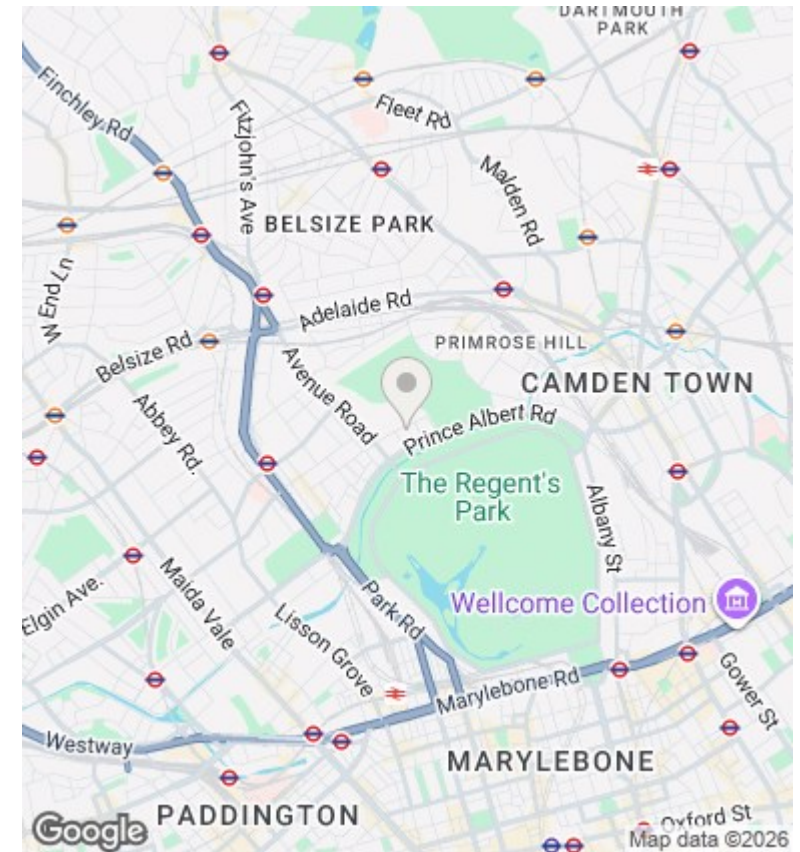 DARTMOUTH
PARK
Finchley Rd
Fitzjohn's Ave
Fleet Rd
Malden Rd
BELSIZE PARK
W End Ln
Adelaide Rd
Belsize Rd
PRIMROSE HILL
Avenue Road
CAMDEN TOWN
Abbey Rd.
Prince Albert Rd
The Regent's
Park
Albany St
Elgin Ave.
Maida Vale
Park Rd
Wellcome Collection
Lisson Grove
Gower St
Marylebone Rd
Westway
MARYLEBONE
PADDINGTON
Oxford St
Google
Map data ©2026